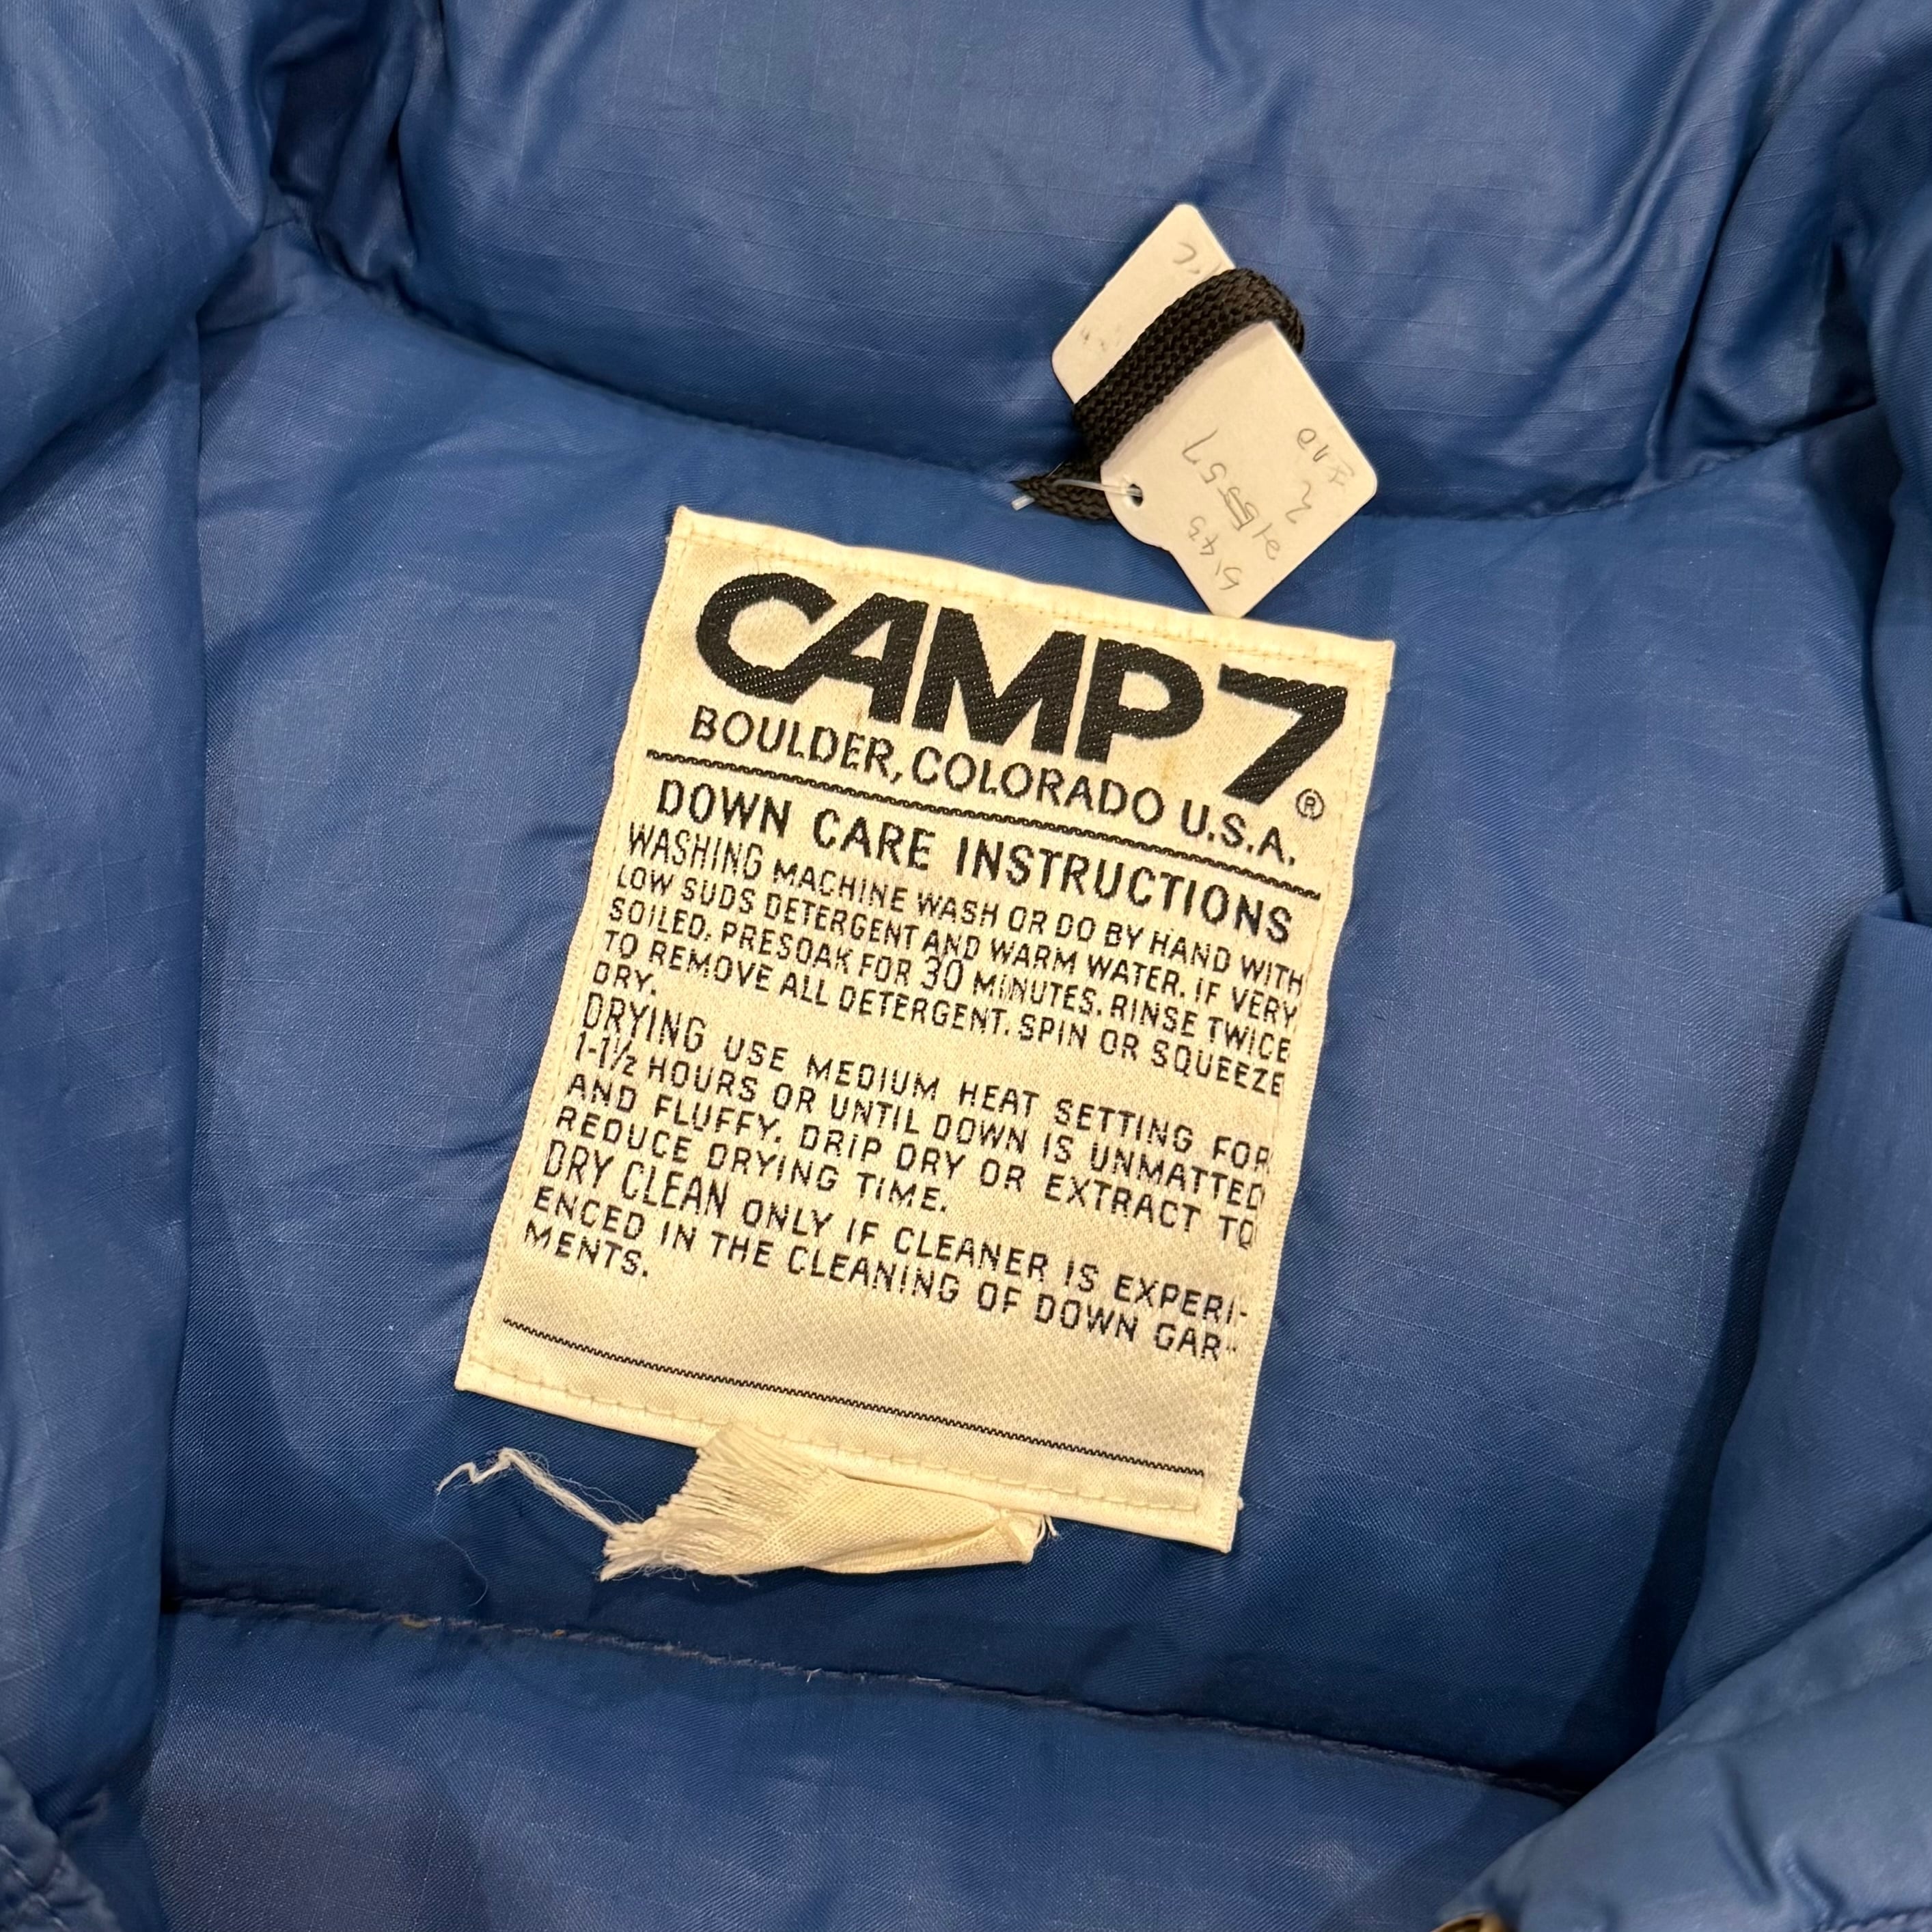 CAMP 7®
BOULDER, COLORADO U.S.A.
DOWN CARE INSTRUCTIONS
WASHING MACHINE WASH OR DO BY HAND WITH
LOW SUDS DETERGENT AND WARM WATER. IF VERY
SOILED, PRESOAK FOR 30 MINUTES. RINSE TWICE
TO REMOVE ALL DETERGENT. SPIN OR SQUEEZE
DRY.
DRYING USE MEDIUM HEAT SETTING FOR
1-1½ HOURS OR UNTIL DOWN IS UNMATTED
AND FLUFFY. DRIP DRY OR EXTRACT TO
REDUCE DRYING TIME.
DRY CLEAN ONLY IF CLEANER IS EXPERI-
ENCED IN THE CLEANING OF DOWN GAR-
MENTS.